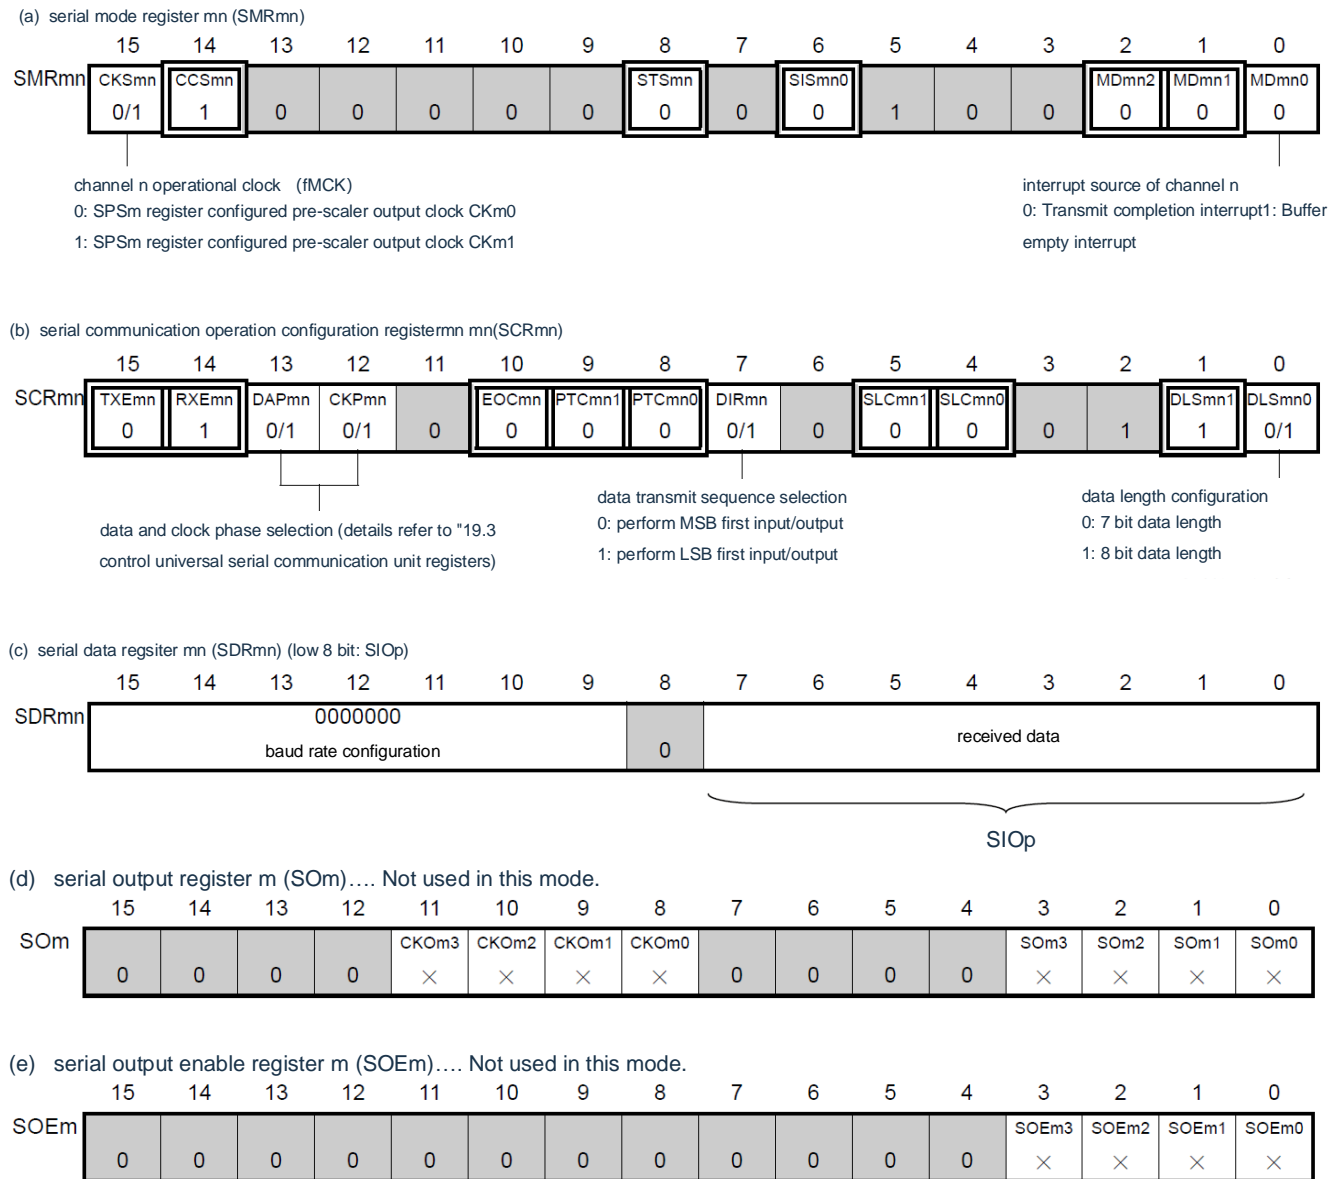 (a) serial mode register mn (SMRmn)
15 14 13 12 11 10 9 8 7 6 5 4 3 2 1 0
SMRmn CKSmn CCSmn STSmn SISmn0 MDmn2 MDmn1 MDmn0
0/1 1 0 0 0 0 0 0 0 0 1 0 0 0 0 0
channel n operational clock (fMCK)
0: SPSm register configured pre-scaler output clock CKm0
1: SPSm register configured pre-scaler output clock CKm1
interrupt source of channel n
0: Transmit completion interrupt1: Buffer
empty interrupt
(b) serial communication operation configuration registermn mn(SCRmn)
15 14 13 12 11 10 9 8 7 6 5 4 3 2 1 0
SCRmn TXEmn RXEmn DAPmn CKPmn EOCmn PTCmn1 PTCmn0 DIRmn SLCmn1 SLCmn0 DLSmn1 DLSmn0
0 1 0/1 0/1 0 0 0 0 0/1 0 0 0 0 1 1 0/1
data and clock phase selection (details refer to "19.3
control universal serial communication unit registers)
data transmit sequence selection
0: perform MSB first input/output
1: perform LSB first input/output
data length configuration
0: 7 bit data length
1: 8 bit data length
(c) serial data regsiter mn (SDRmn) (low 8 bit: SIOp)
15 14 13 12 11 10 9 8 7 6 5 4 3 2 1 0
SDRmn 0000000
baud rate configuration 0 received data
SIOp
(d) serial output register m (SOm)…. Not used in this mode.
15 14 13 12 11 10 9 8 7 6 5 4 3 2 1 0
SOm CKOm3 CKOm2 CKOm1 CKOm0 SOm3 SOm2 SOm1 SOm0
0 0 0 0 × × × × 0 0 0 0 × × × ×
(e) serial output enable register m (SOEm)…. Not used in this mode.
15 14 13 12 11 10 9 8 7 6 5 4 3 2 1 0
SOEm SOEm3 SOEm2 SOEm1 SOEm0
0 0 0 0 0 0 0 0 0 0 0 0 × × × ×